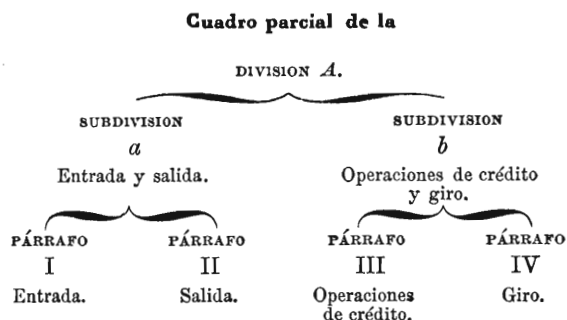 Cuadro parcial de la
DIVISION A.
SUBDIVISION
a
Entrada y salida.
SUBDIVISION
b
Operaciones de crédito
y giro.
PÁRRAFO
I
Entrada.
PÁRRAFO
II
Salida.
PÁRRAFO
III
Operaciones
de crédito.
PÁRRAFO
IV
Giro.